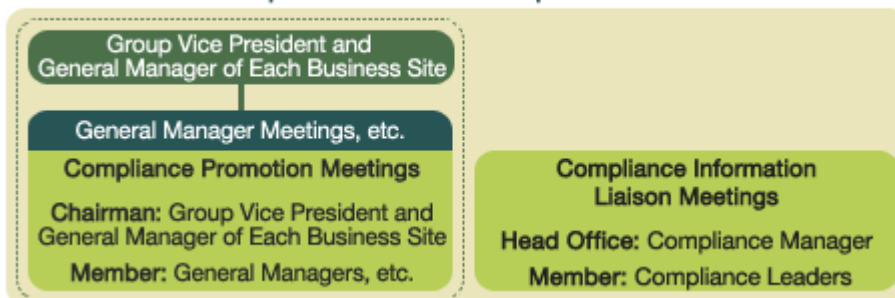 Group Vice President and
General Manager of Each Business Site
General Manager Meetings, etc.
Compliance Promotion Meetings
Chairman: Group Vice President and
General Manager of Each Business Site
Member: General Managers, etc.
Compliance Information
Liaison Meetings
Head Office: Compliance Manager
Member: Compliance Leaders